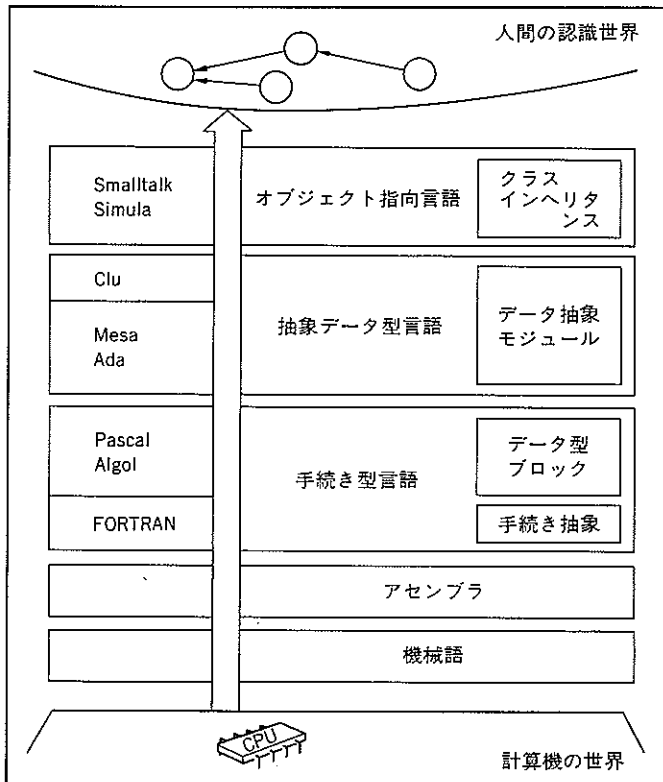 人間の認識世界
Smalltalk
Simula
オブジェクト指向言語
クラス
インヘリタ
ンス
Clu
Mesa
Ada
抽象データ型言語
データ抽象
モジュール
Pascal
Algol
FORTRAN
手続き型言語
データ型
ブロック
手続き抽象
アセンブラ
機械語
CPU
計算機の世界